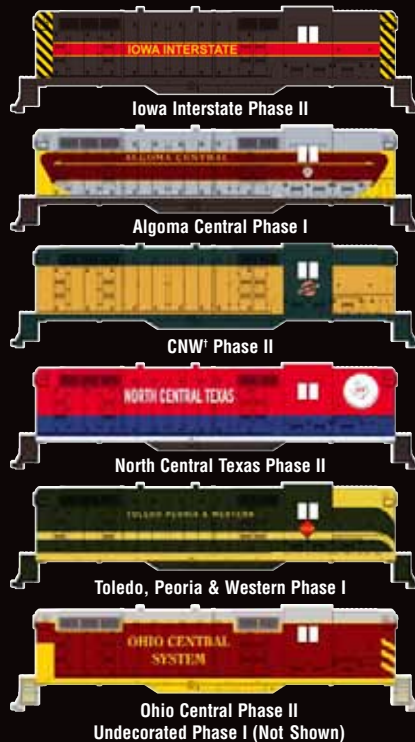 IOWA INTERSTATE
Iowa Interstate Phase II
ALGOMA CENTRAL
Algoma Central Phase I
CNW† Phase II
NORTH CENTRAL TEXAS
North Central Texas Phase II
TOLEDO PEORIA & WESTERN
Toledo, Peoria & Western Phase I
OHIO CENTRAL
SYSTEM
Ohio Central Phase II
Undecorated Phase I (Not Shown)